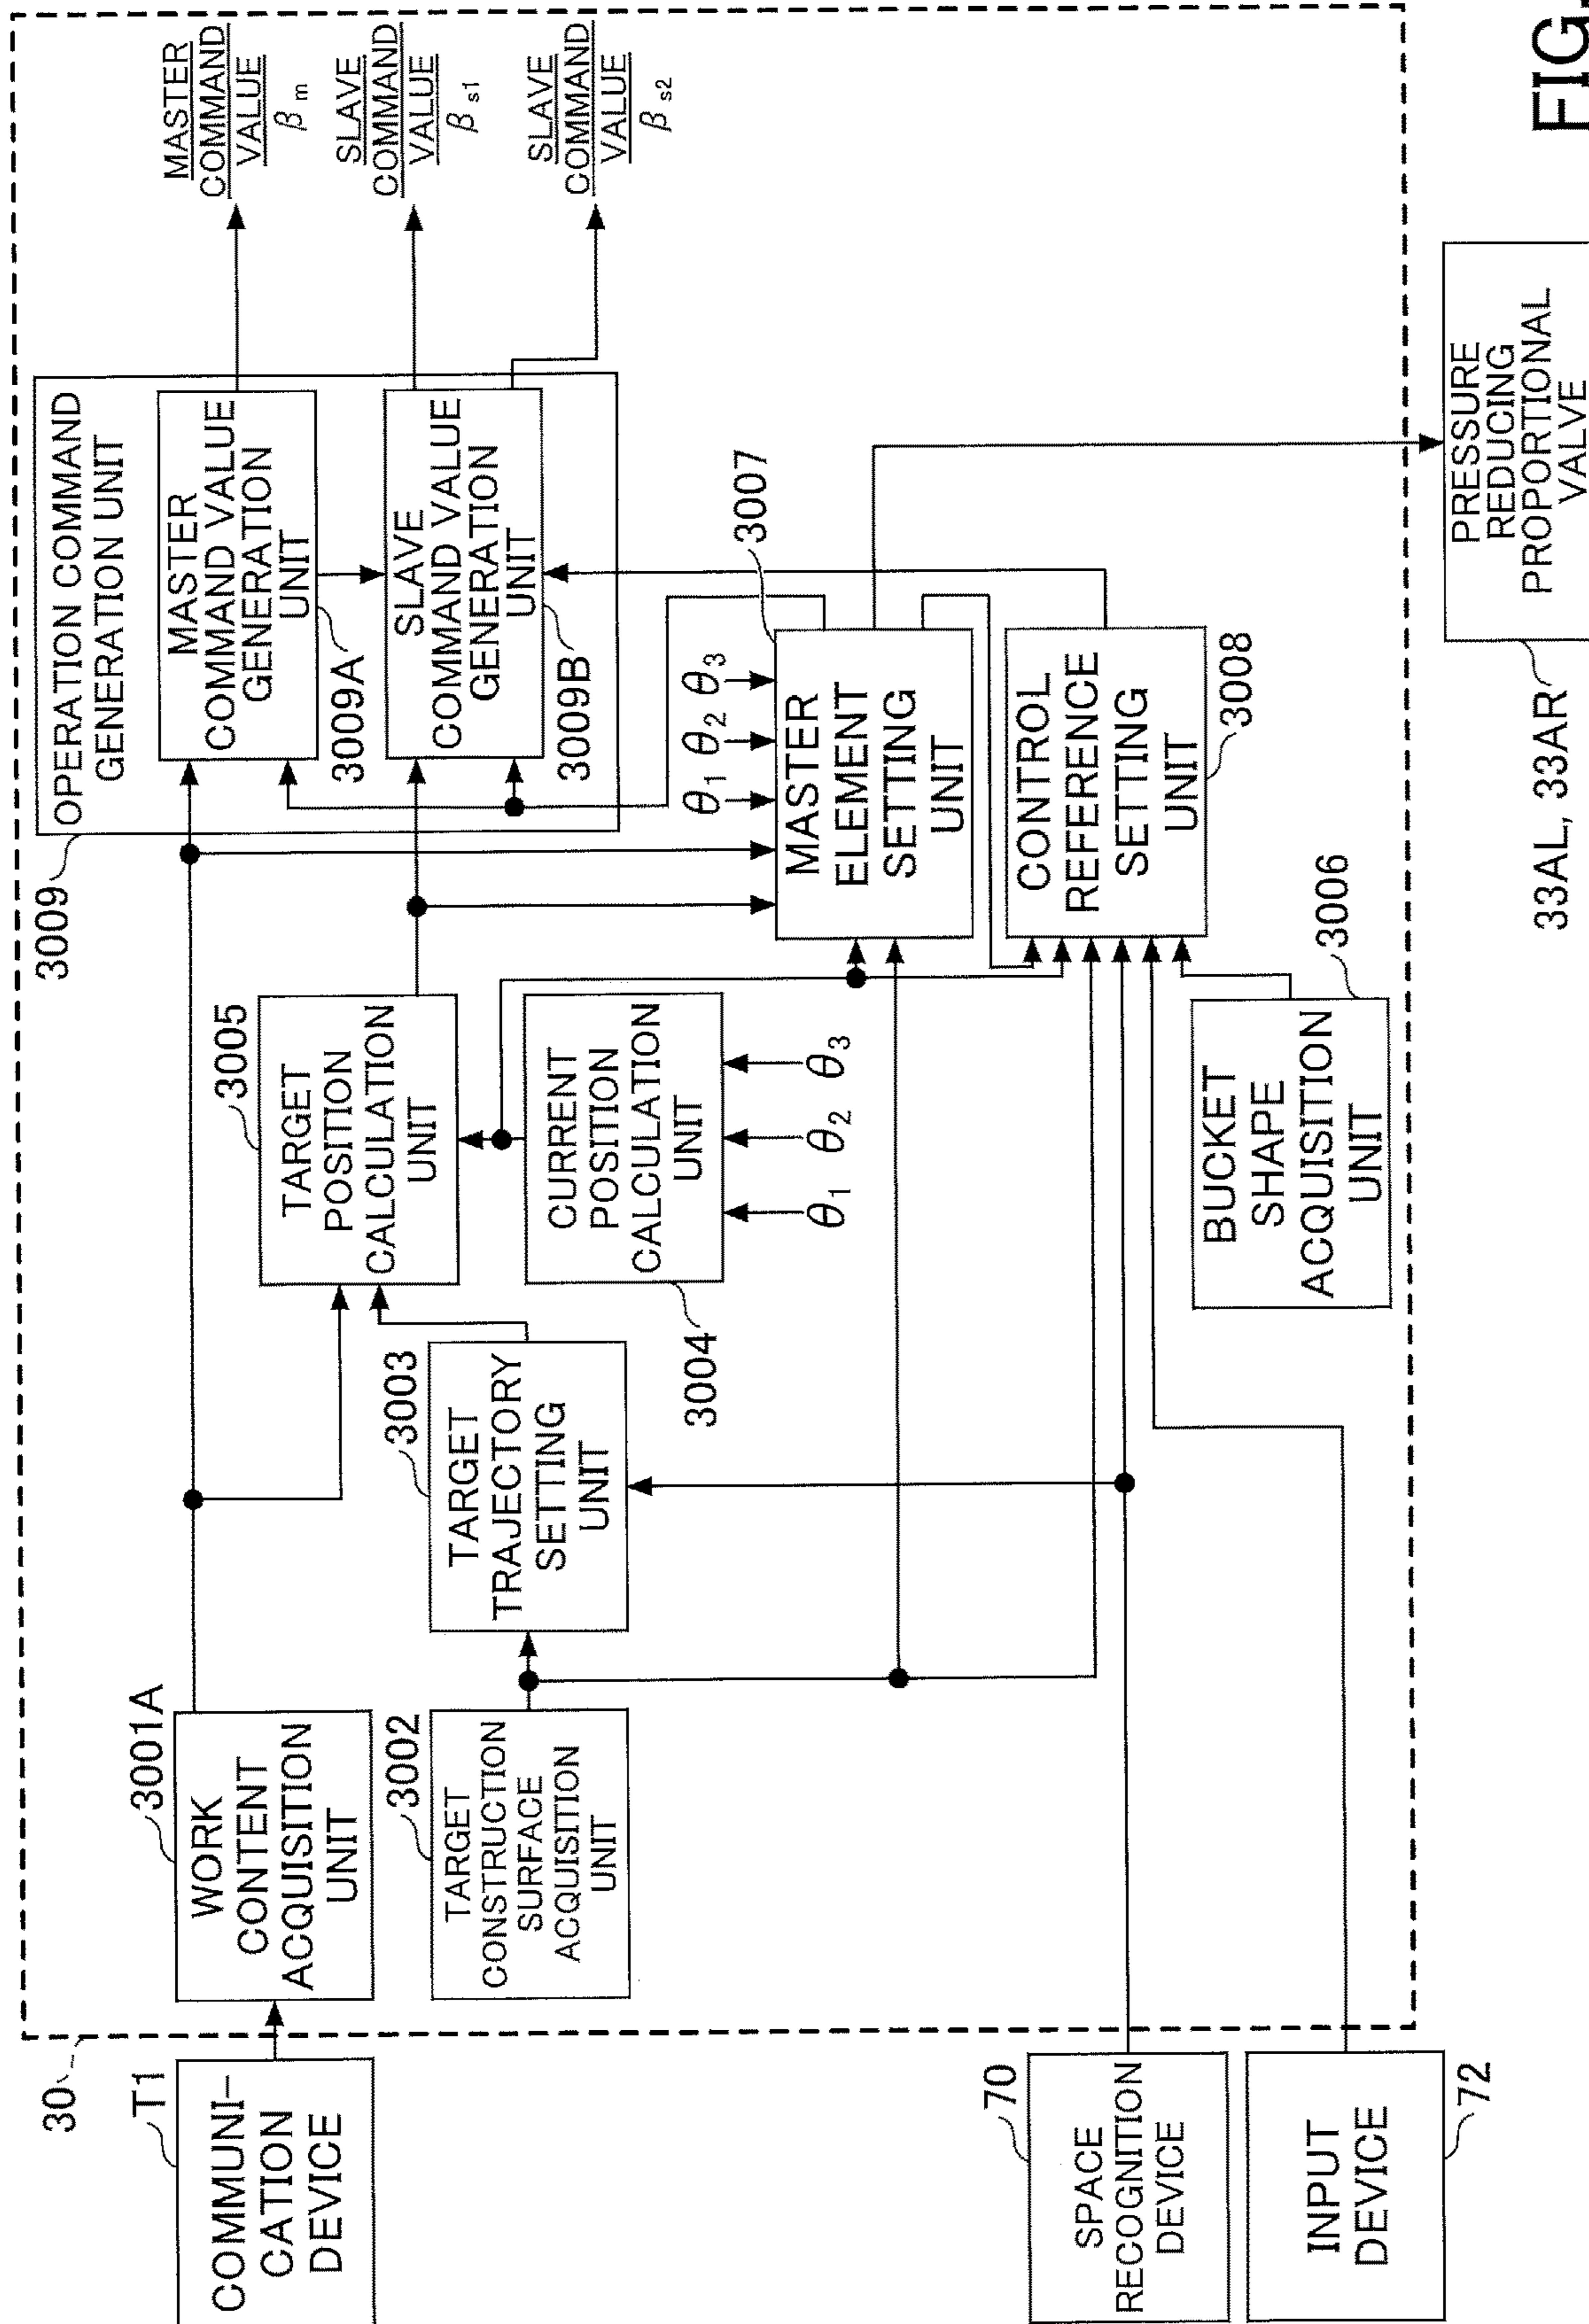 30
T1
COMMUNI-
CATION
DEVICE
70
SPACE
RECOGNITION
DEVICE
INPUT
DEVICE
72
3001A
WORK
CONTENT
ACQUISITION
UNIT
3002
TARGET
CONSTRUCTION
SURFACE
ACQUISITION
UNIT
3003
TARGET
TRAJECTORY
SETTING
UNIT
3005
TARGET
POSITION
CALCULATION
UNIT
CURRENT
POSITION
CALCULATION
UNIT
3004
θ1 θ2 θ3
BUCKET
SHAPE
ACQUISITION
UNIT
3006
3009
OPERATION COMMAND
GENERATION UNIT
MASTER
COMMAND VALUE
GENERATION
UNIT
3009A
SLAVE
COMMAND VALUE
GENERATION
UNIT
3009B
θ1 θ2 θ3
3007
MASTER
ELEMENT
SETTING
UNIT
CONTROL
REFERENCE
SETTING
UNIT
3008
MASTER
COMMAND
VALUE
βm
SLAVE
COMMAND
VALUE
βs1
SLAVE
COMMAND
VALUE
βs2
PRESSURE
REDUCING
PROPORTIONAL
VALVE
33AL, 33AR
FIG.